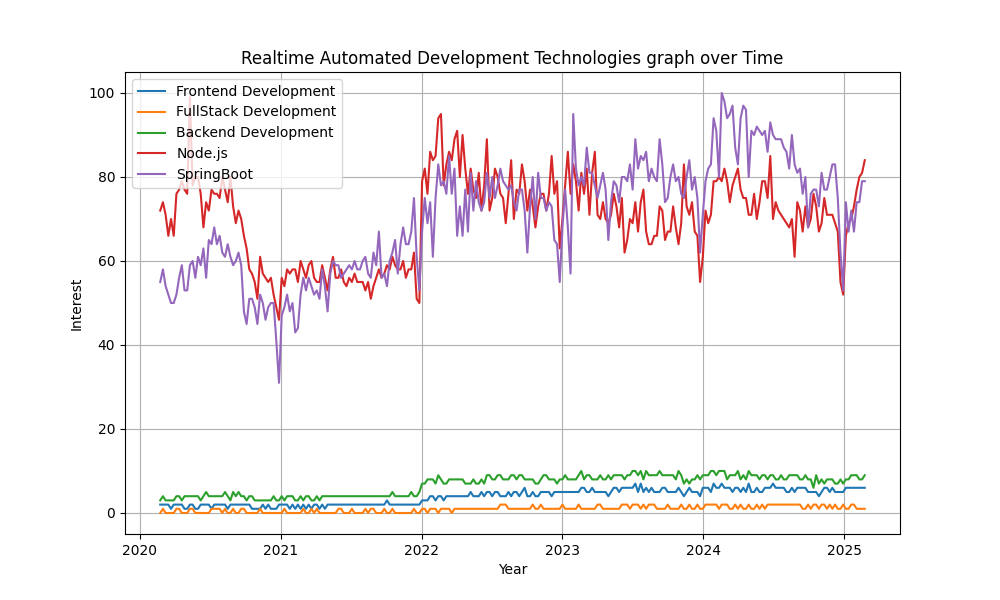 Realtime Automated Development Technologies graph over Time
100
80
60
40
20
0
Interest
Frontend Development
FullStack Development
Backend Development
Node.js
SpringBoot
2020
2021
2022
2023
2024
2025
Year